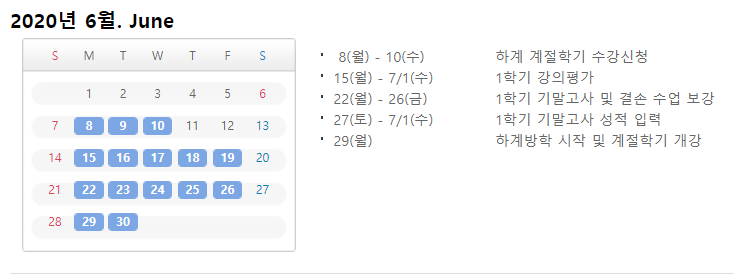 2020년 6월. June
S M T W T F S
1 2 3 4 5 6
7 8 9 10 11 12 13
14 15 16 17 18 19 20
21 22 23 24 25 26 27
28 29 30
8(월) - 10(수) 하계 계절학기 수강신청
15(월) - 7/1(수) 1학기 강의평가
22(월) - 26(금) 1학기 기말고사 및 결손 수업 보강
27(토) - 7/1(수) 1학기 기말고사 성적 입력
29(월) 하계방학 시작 및 계절학기 개강